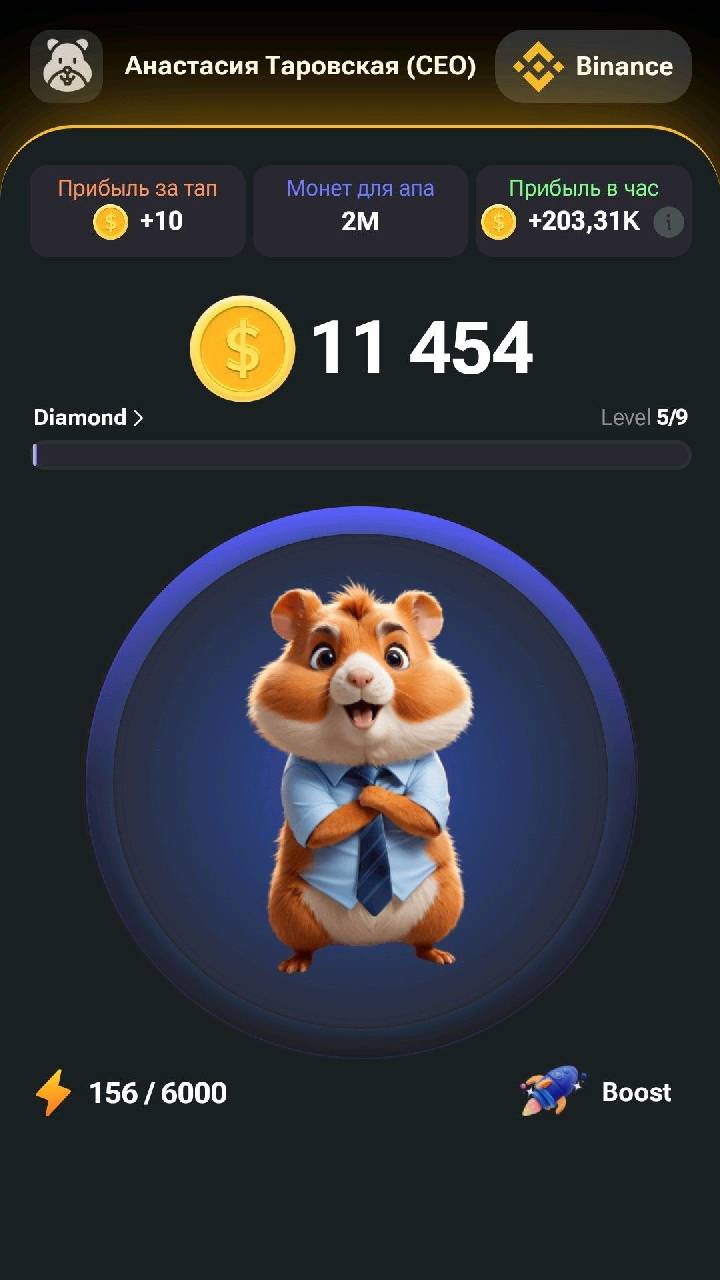 Анастасия Таровская (CEO)
Binance
Прибыль за тап
+10
Монет для апа
2M
Прибыль в час
+203,31K
11 454
Diamond >
Level 5/9
156 / 6000
Boost